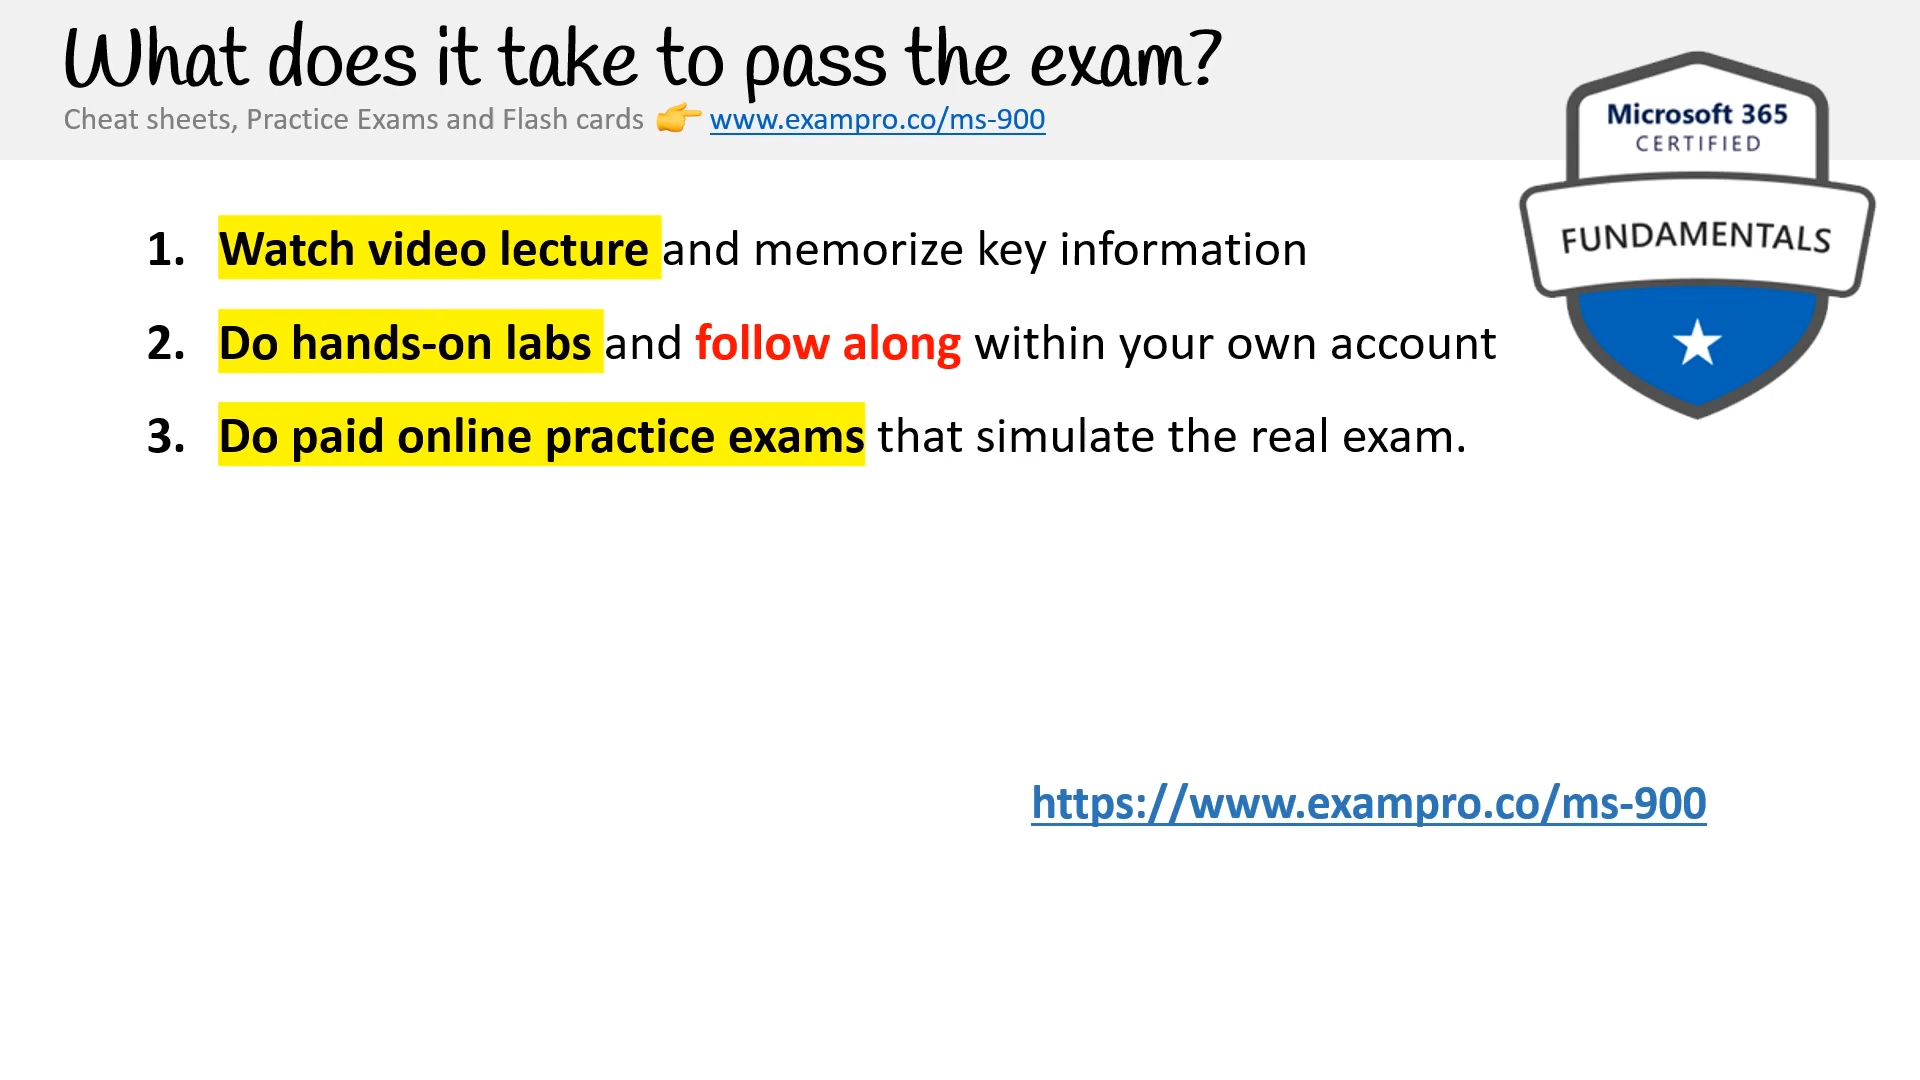 What does it take to pass the exam?
Cheat sheets, Practice Exams and Flash cards 👉 www.exampro.co/ms-900
Microsoft 365
CERTIFIED
FUNDAMENTALS
1. Watch video lecture and memorize key information
2. Do hands-on labs and follow along within your own account
3. Do paid online practice exams that simulate the real exam.
https://www.exampro.co/ms-900